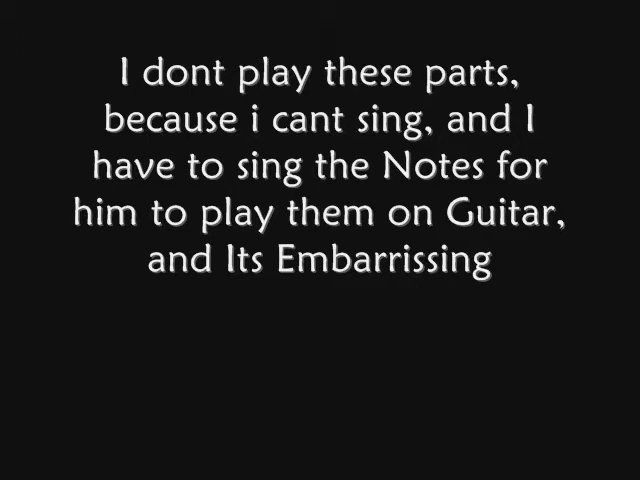 I dont play these parts,
because i cant sing, and I
have to sing the Notes for
him to play them on Guitar,
and Its Embarrissing